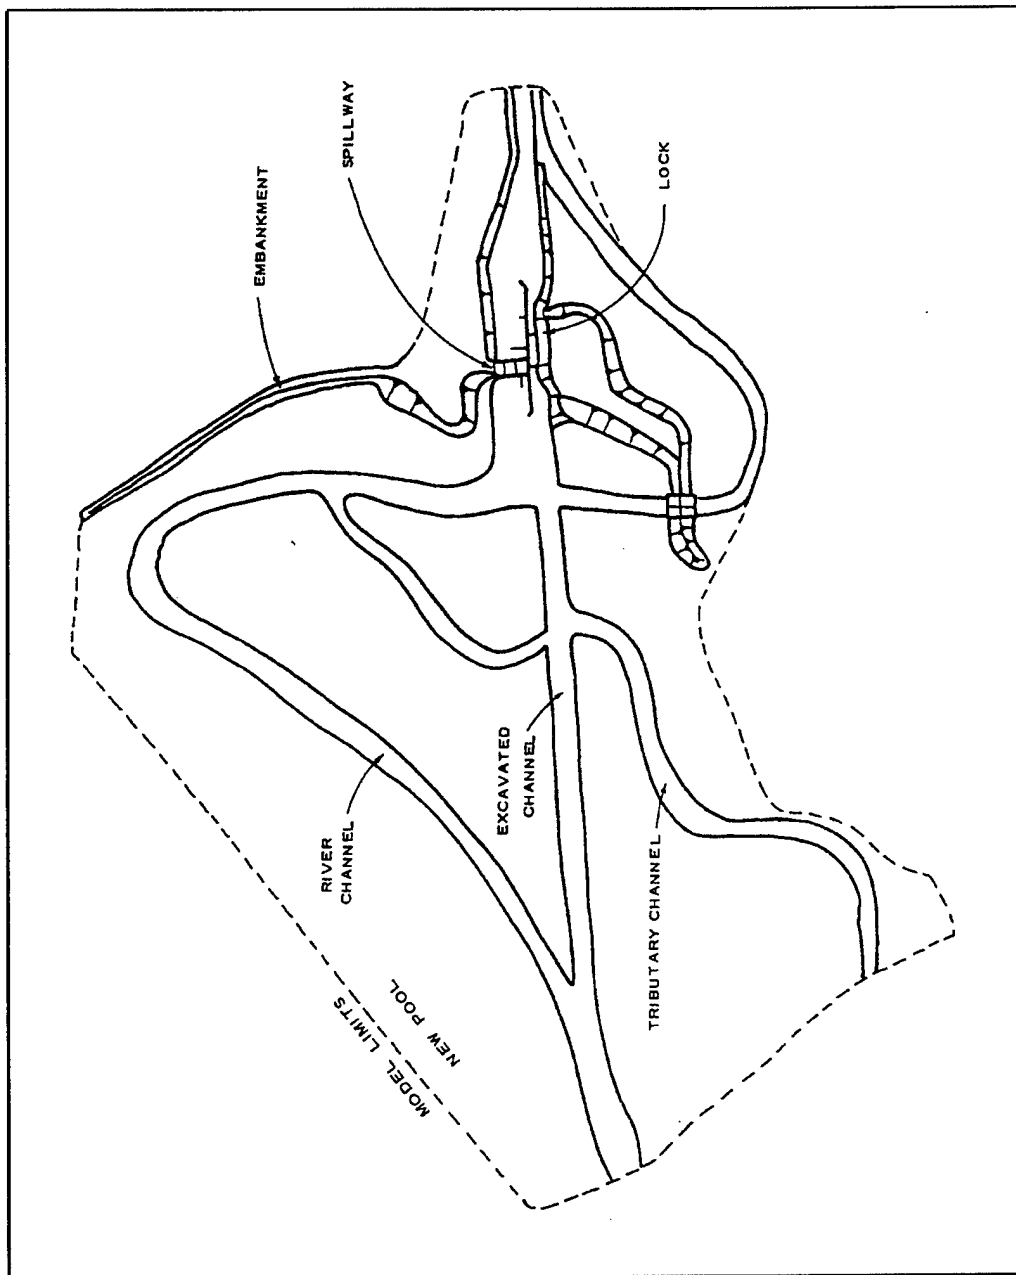 MODEL LIMITS
NEW POOL
RIVER
CHANNEL
EMBANKMENT
SPILLWAY
EXCAVATED
CHANNEL
TRIBUTARY CHANNEL
LOCK